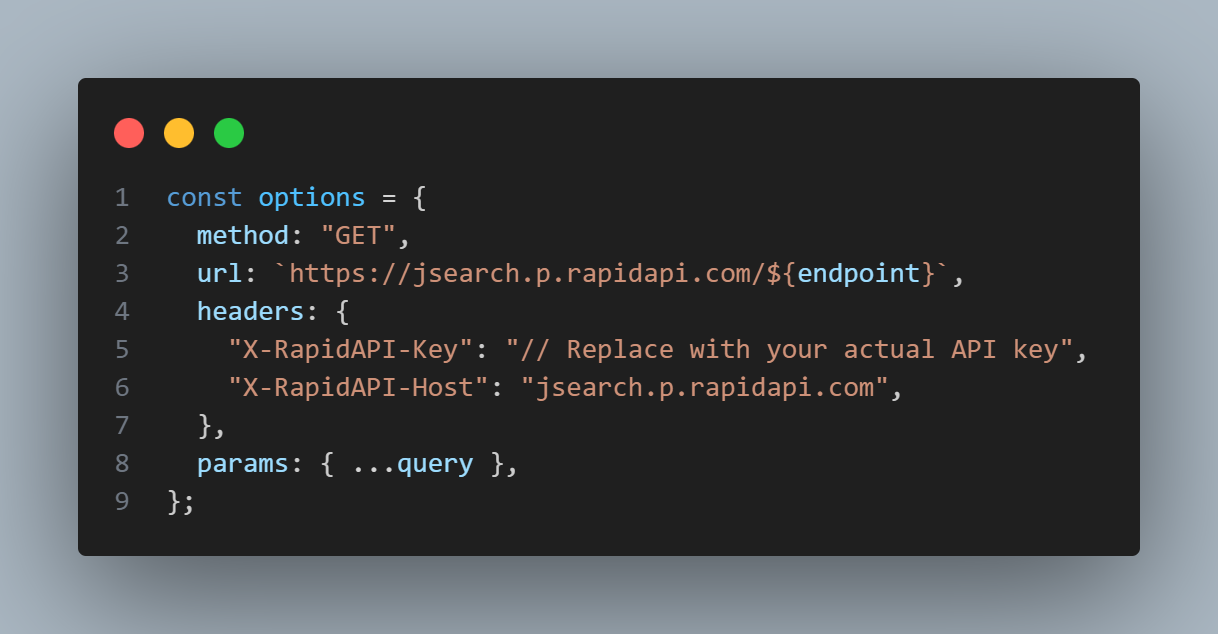 1 const options = {
2 method: "GET",
3 url: `https://jsearch.p.rapidapi.com/${endpoint}`,
4 headers: {
5 "X-RapidAPI-Key": "// Replace with your actual API key",
6 "X-RapidAPI-Host": "jsearch.p.rapidapi.com",
7 },
8 params: { ...query },
9 };